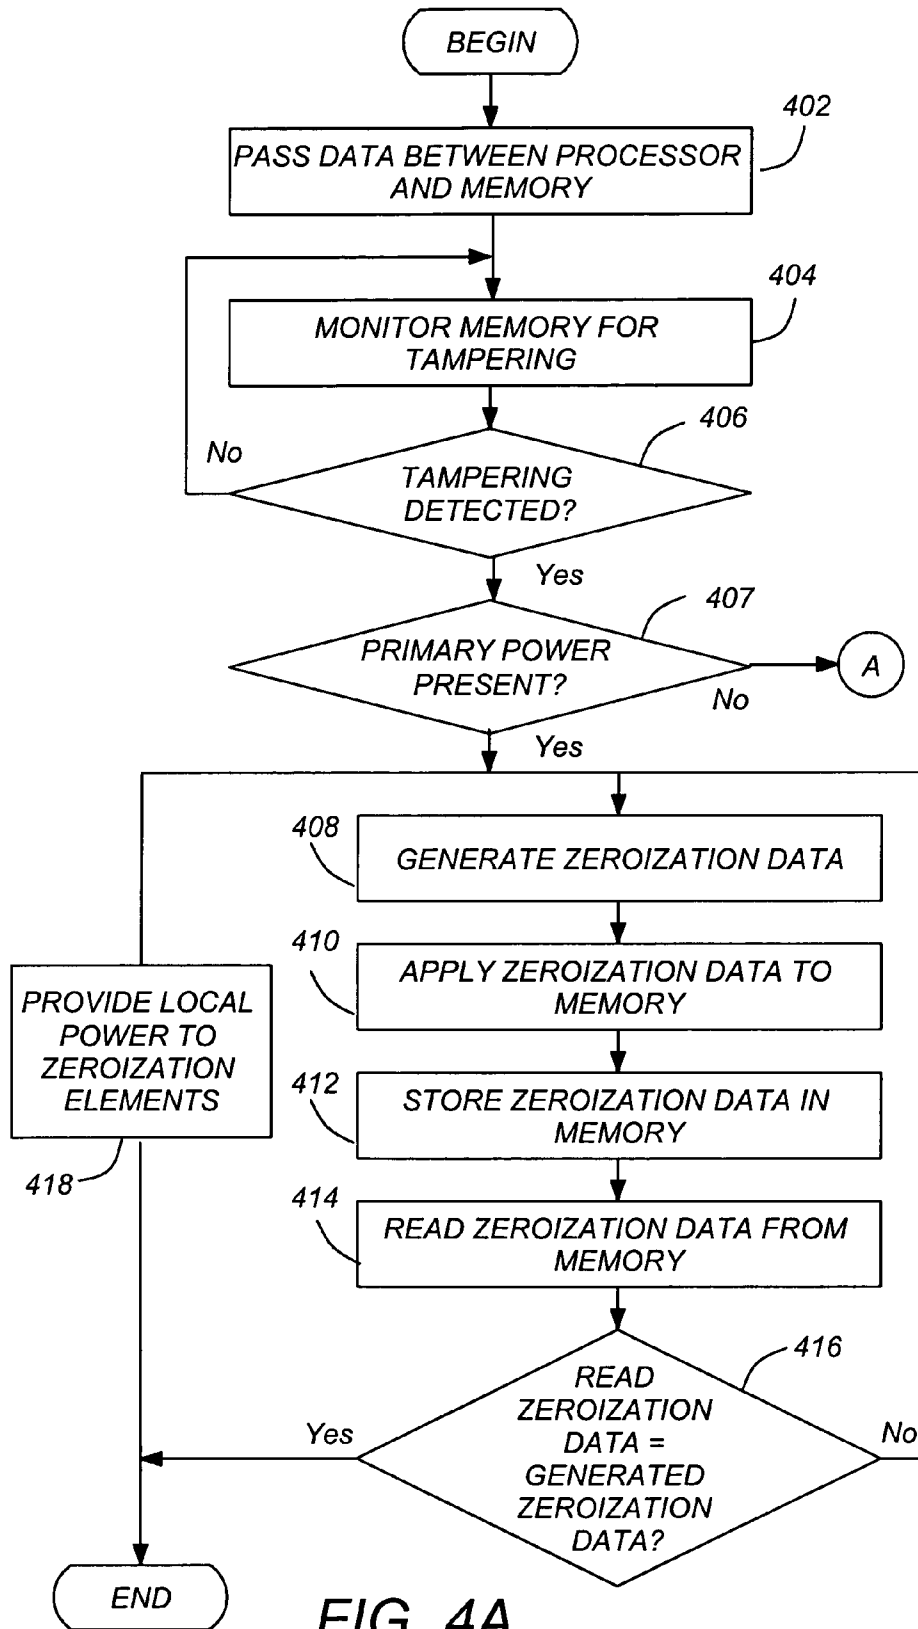 BEGIN
402
PASS DATA BETWEEN PROCESSOR
AND MEMORY
404
MONITOR MEMORY FOR
TAMPERING
406
No
TAMPERING
DETECTED?
Yes
407
PRIMARY POWER
PRESENT?
A
No
Yes
408
GENERATE ZEROIZATION DATA
410
APPLY ZEROIZATION DATA TO
MEMORY
PROVIDE LOCAL
POWER TO
ZEROIZATION
ELEMENTS
412
STORE ZEROIZATION DATA IN
MEMORY
418
414
READ ZEROIZATION DATA FROM
MEMORY
416
READ
ZEROIZATION
DATA =
GENERATED
ZEROIZATION
DATA?
Yes
No
END
FIG. 4A